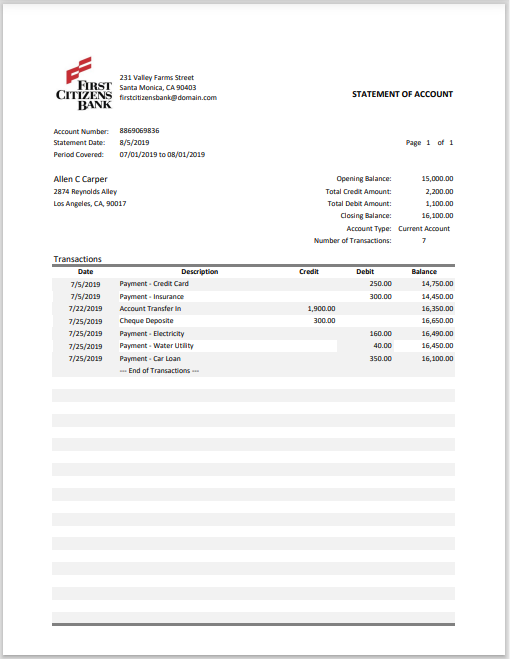 FIRST
CITIZENS
BANK
231 Valley Farms Street
Santa Monica, CA 90403
firstcitizensbank@domain.com
STATEMENT OF ACCOUNT
Account Number: 8869069836
Statement Date: 8/5/2019 Page 1 of 1
Period Covered: 07/01/2019 to 08/01/2019
Allen C Carper Opening Balance: 15,000.00
2874 Reynolds Alley Total Credit Amount: 2,200.00
Los Angeles, CA, 90017 Total Debit Amount: 1,100.00
Closing Balance: 16,100.00
Account Type: Current Account
Number of Transactions: 7
Transactions
Date Description Credit Debit Balance
7/5/2019 Payment - Credit Card 250.00 14,750.00
7/5/2019 Payment - Insurance 300.00 14,450.00
7/22/2019 Account Transfer In 1,900.00 16,350.00
7/25/2019 Cheque Deposite 300.00 16,650.00
7/25/2019 Payment - Electricity 160.00 16,490.00
7/25/2019 Payment - Water Utility 40.00 16,450.00
7/25/2019 Payment - Car Loan 350.00 16,100.00
--- End of Transactions ---